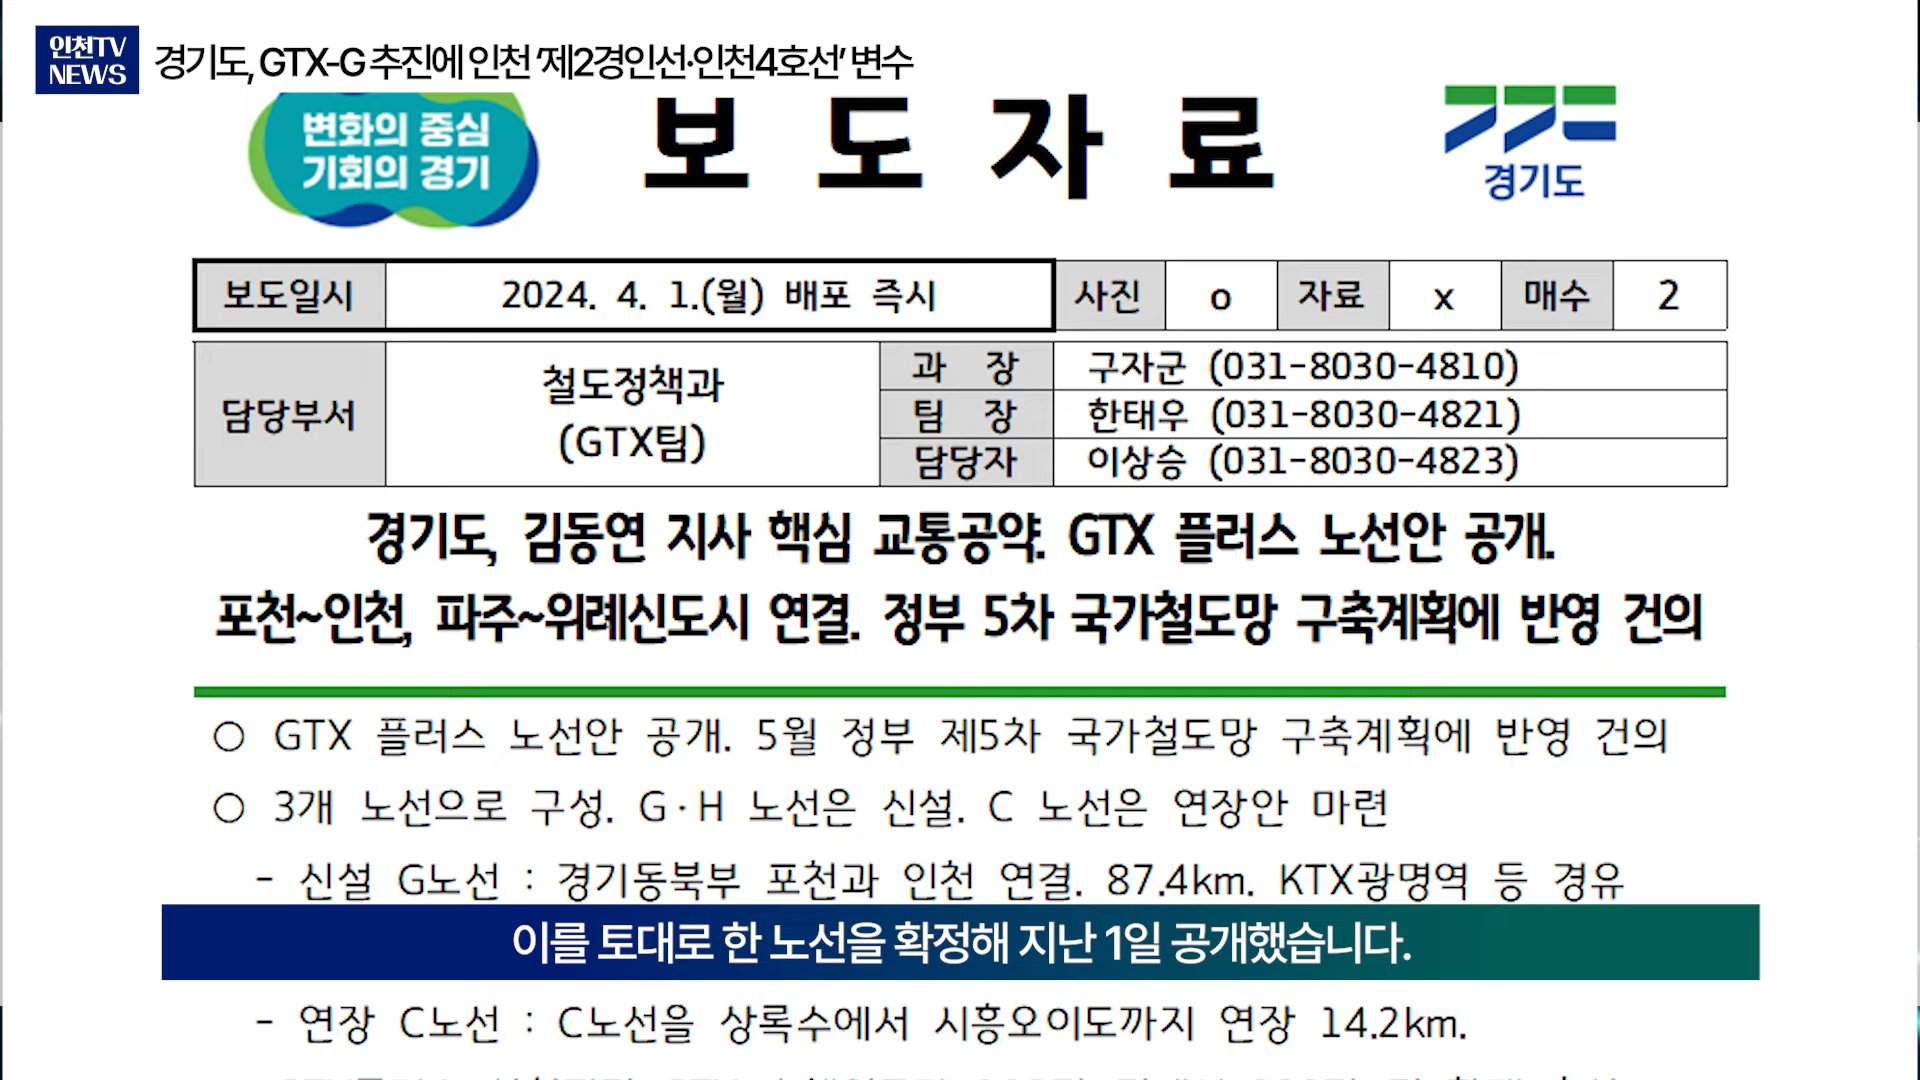 인천TV
NEWS
경기도, GTX-G 추진에 인천 '제2경인선·인천4호선' 변수
변화의 중심
기회의 경기
보도자료
경기도
보도일시 2024. 4. 1.(월) 배포 즉시 사진 o 자료 x 매수 2
담당부서 철도정책과 (GTX팀)
과 장 구자군 (031-8030-4810)
팀 장 한태우 (031-8030-4821)
담당자 이상승 (031-8030-4823)
경기도, 김동연 지사 핵심 교통공약. GTX 플러스 노선안 공개.
포천~인천, 파주~위례신도시 연결. 정부 5차 국가철도망 구축계획에 반영 건의
○ GTX 플러스 노선안 공개. 5월 정부 제5차 국가철도망 구축계획에 반영 건의
○ 3개 노선으로 구성. G·H 노선은 신설. C 노선은 연장안 마련
- 신설 G노선 : 경기동북부 포천과 인천 연결. 87.4km. KTX광명역 등 경유
이를 토대로 한 노선을 확정해 지난 1일 공개했습니다.
- 연장 C노선 : C노선을 상록수에서 시흥오이도까지 연장 14.2km.